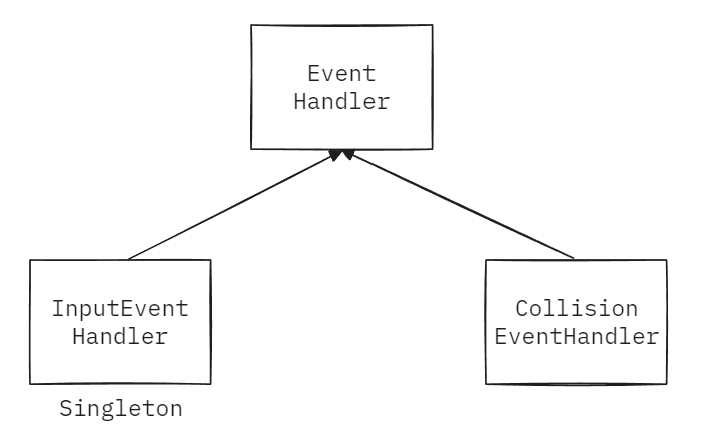 Event
Handler
InputEvent
Handler
Collision
EventHandler
Singleton